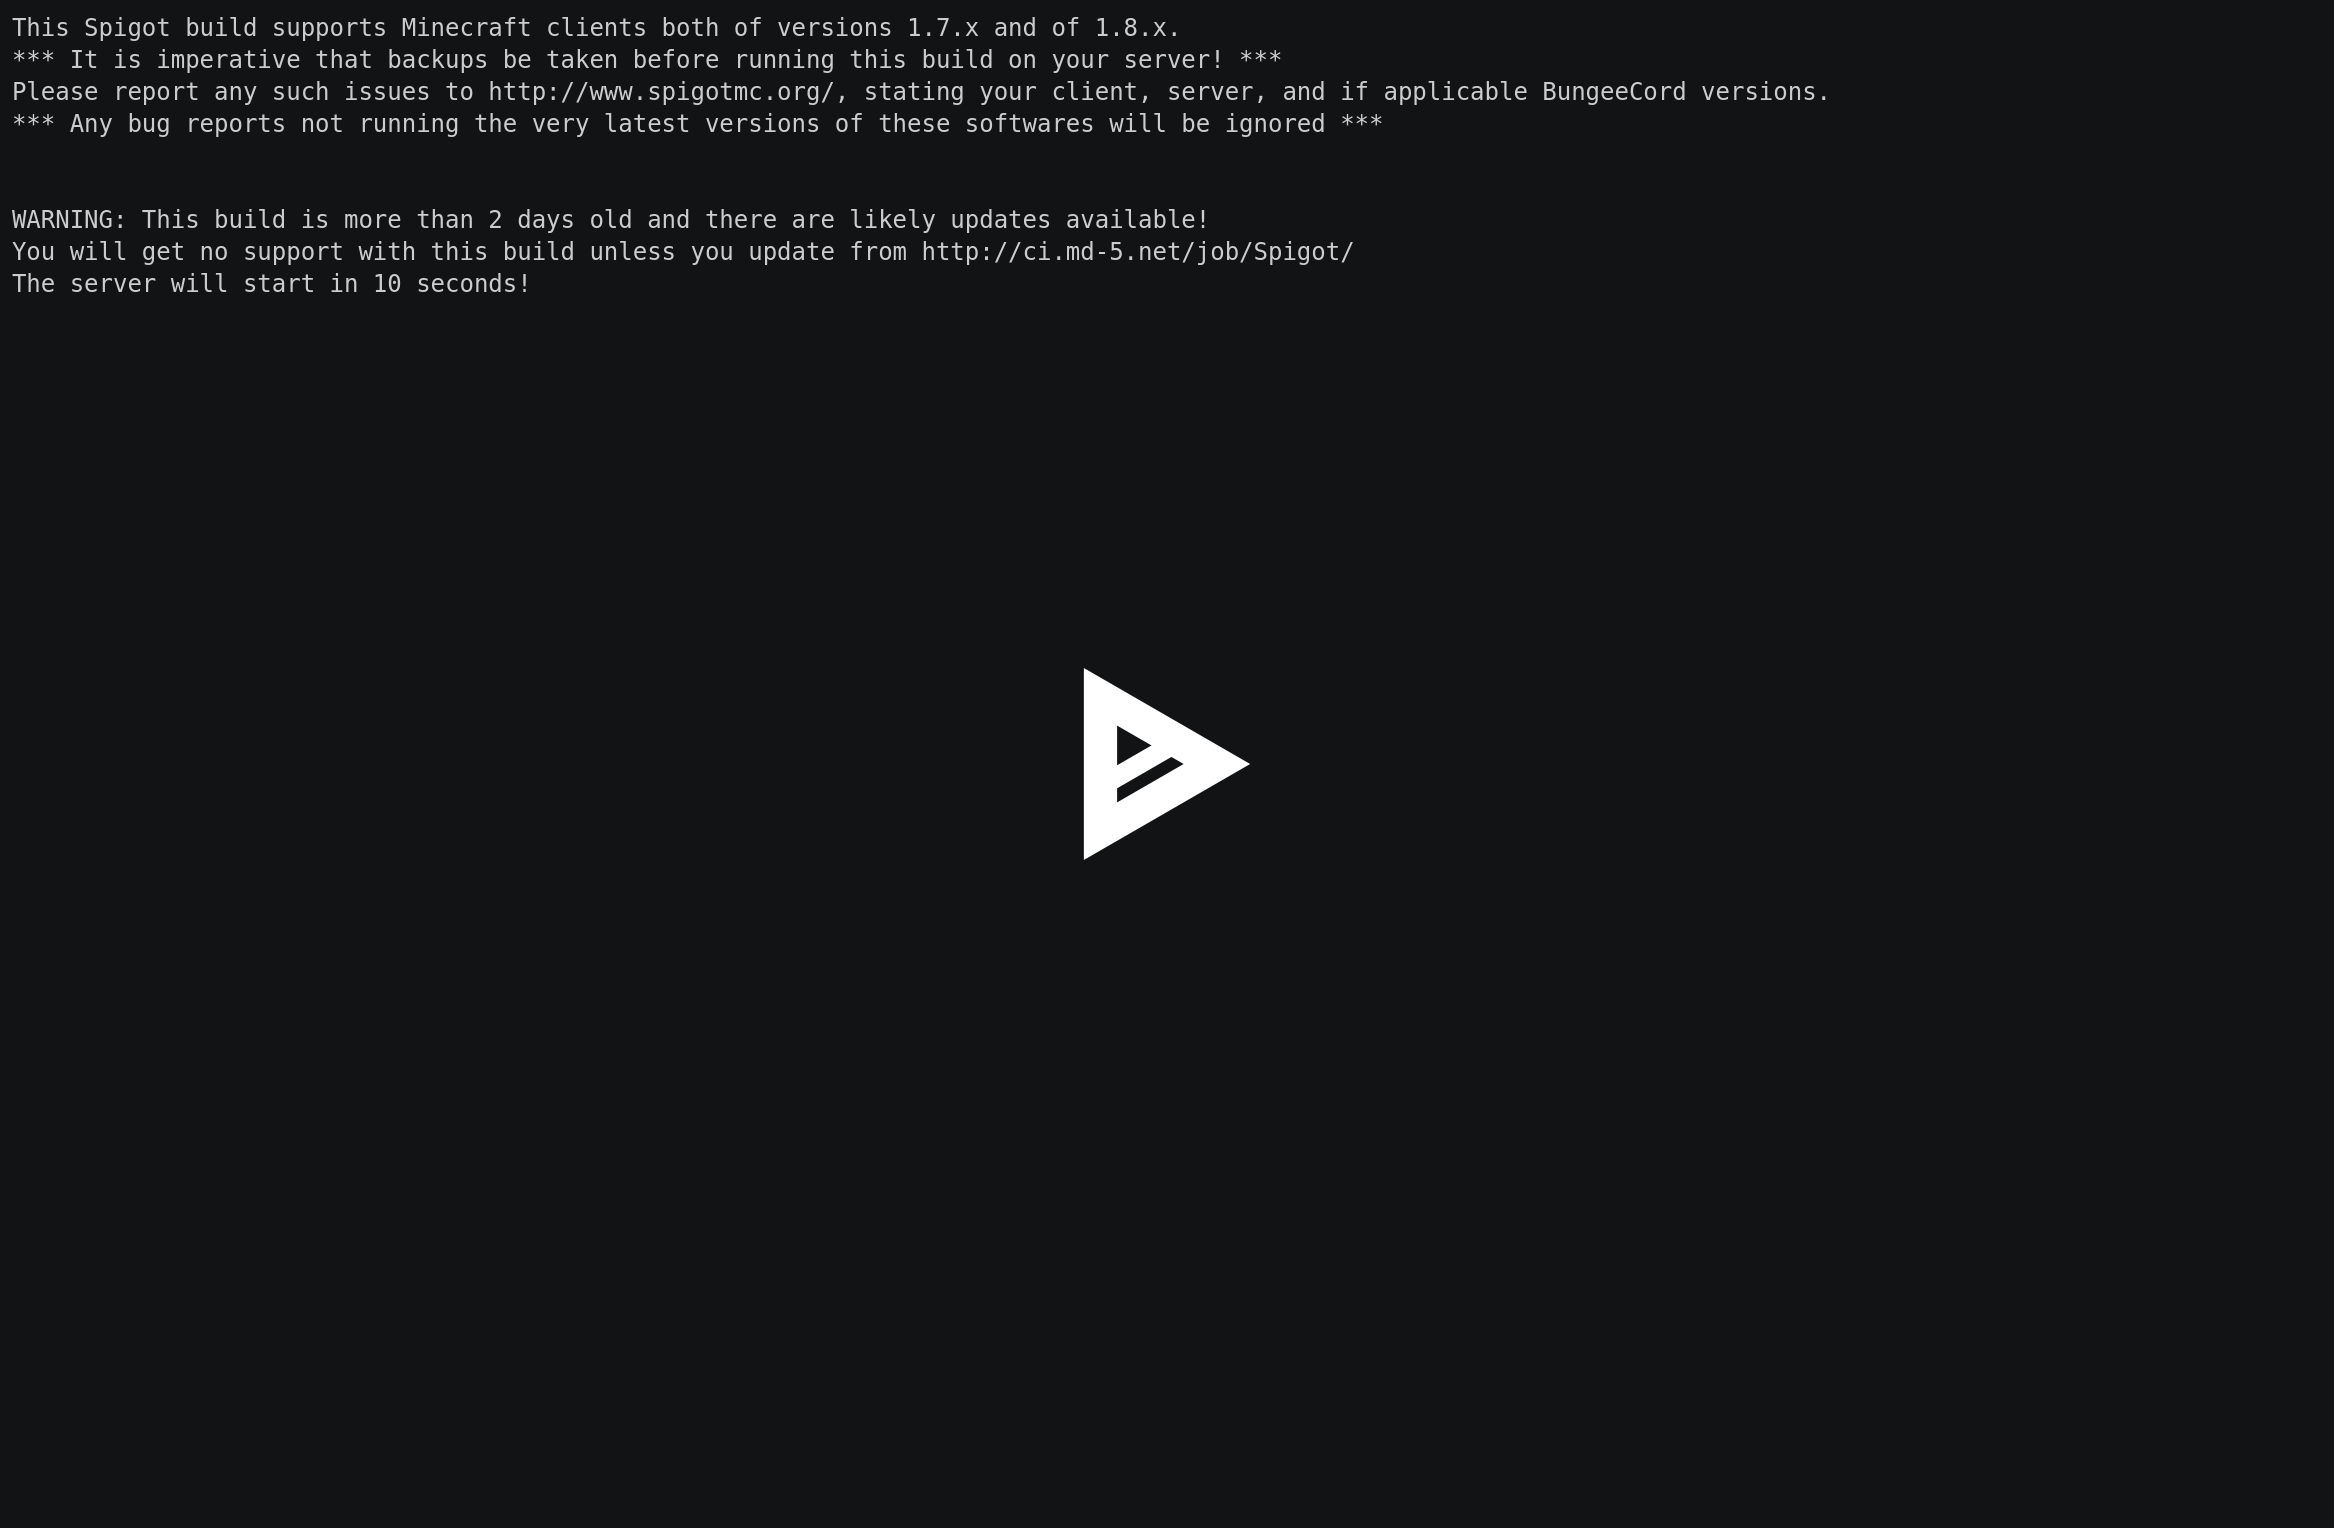 This Spigot build supports Minecraft clients both of versions 1.7.x and of 1.8.x.
*** It is imperative that backups be taken before running this build on your server! ***
Please report any such issues to http://www.spigotmc.org/, stating your client, server, and if applicable BungeeCord versions.
*** Any bug reports not running the very latest versions of these softwares will be ignored ***
WARNING: This build is more than 2 days old and there are likely updates available!
You will get no support with this build unless you update from http://ci.md-5.net/job/Spigot/
The server will start in 10 seconds!